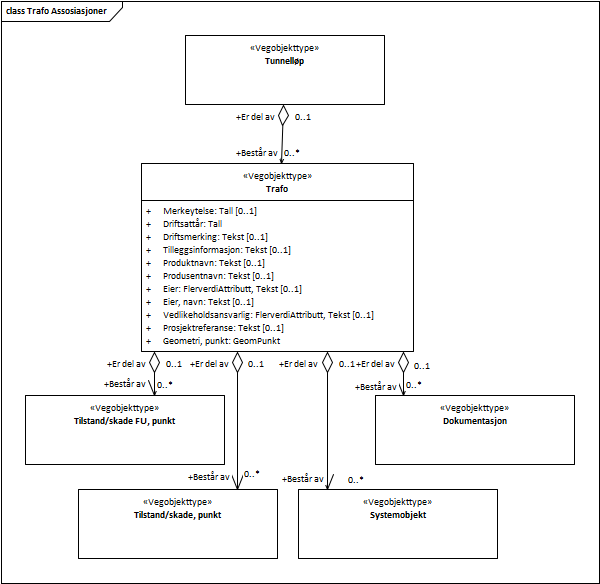 class Trafo Assosiasjoner
«Vegobjekttype»
Tunnelløp
+Er del av 0..1
+Består av 0..*
«Vegobjekttype»
Trafo
+ Merkeytelse: Tall [0..1]
+ Driftsattår: Tall
+ Driftsmerking: Tekst [0..1]
+ Tilleggsinformasjon: Tekst [0..1]
+ Produktnavn: Tekst [0..1]
+ Produsentnavn: Tekst [0..1]
+ Eier: FlerverdiAttributt, Tekst [0..1]
+ Eier, navn: Tekst [0..1]
+ Vedlikeholdsansvarlig: FlerverdiAttributt, Tekst [0..1]
+ Prosjektreferanse: Tekst [0..1]
+ Geometri, punkt: GeomPunkt
+Er del av 0..1 +Er del av 0..1 +Er del av 0..1 +Er del av 0..1
+Består av 0..* +Består av 0..*
«Vegobjekttype»
Tilstand/skade FU, punkt
«Vegobjekttype»
Dokumentasjon
+Består av 0..* +Består av 0..*
«Vegobjekttype»
Tilstand/skade, punkt
«Vegobjekttype»
Systemobjekt